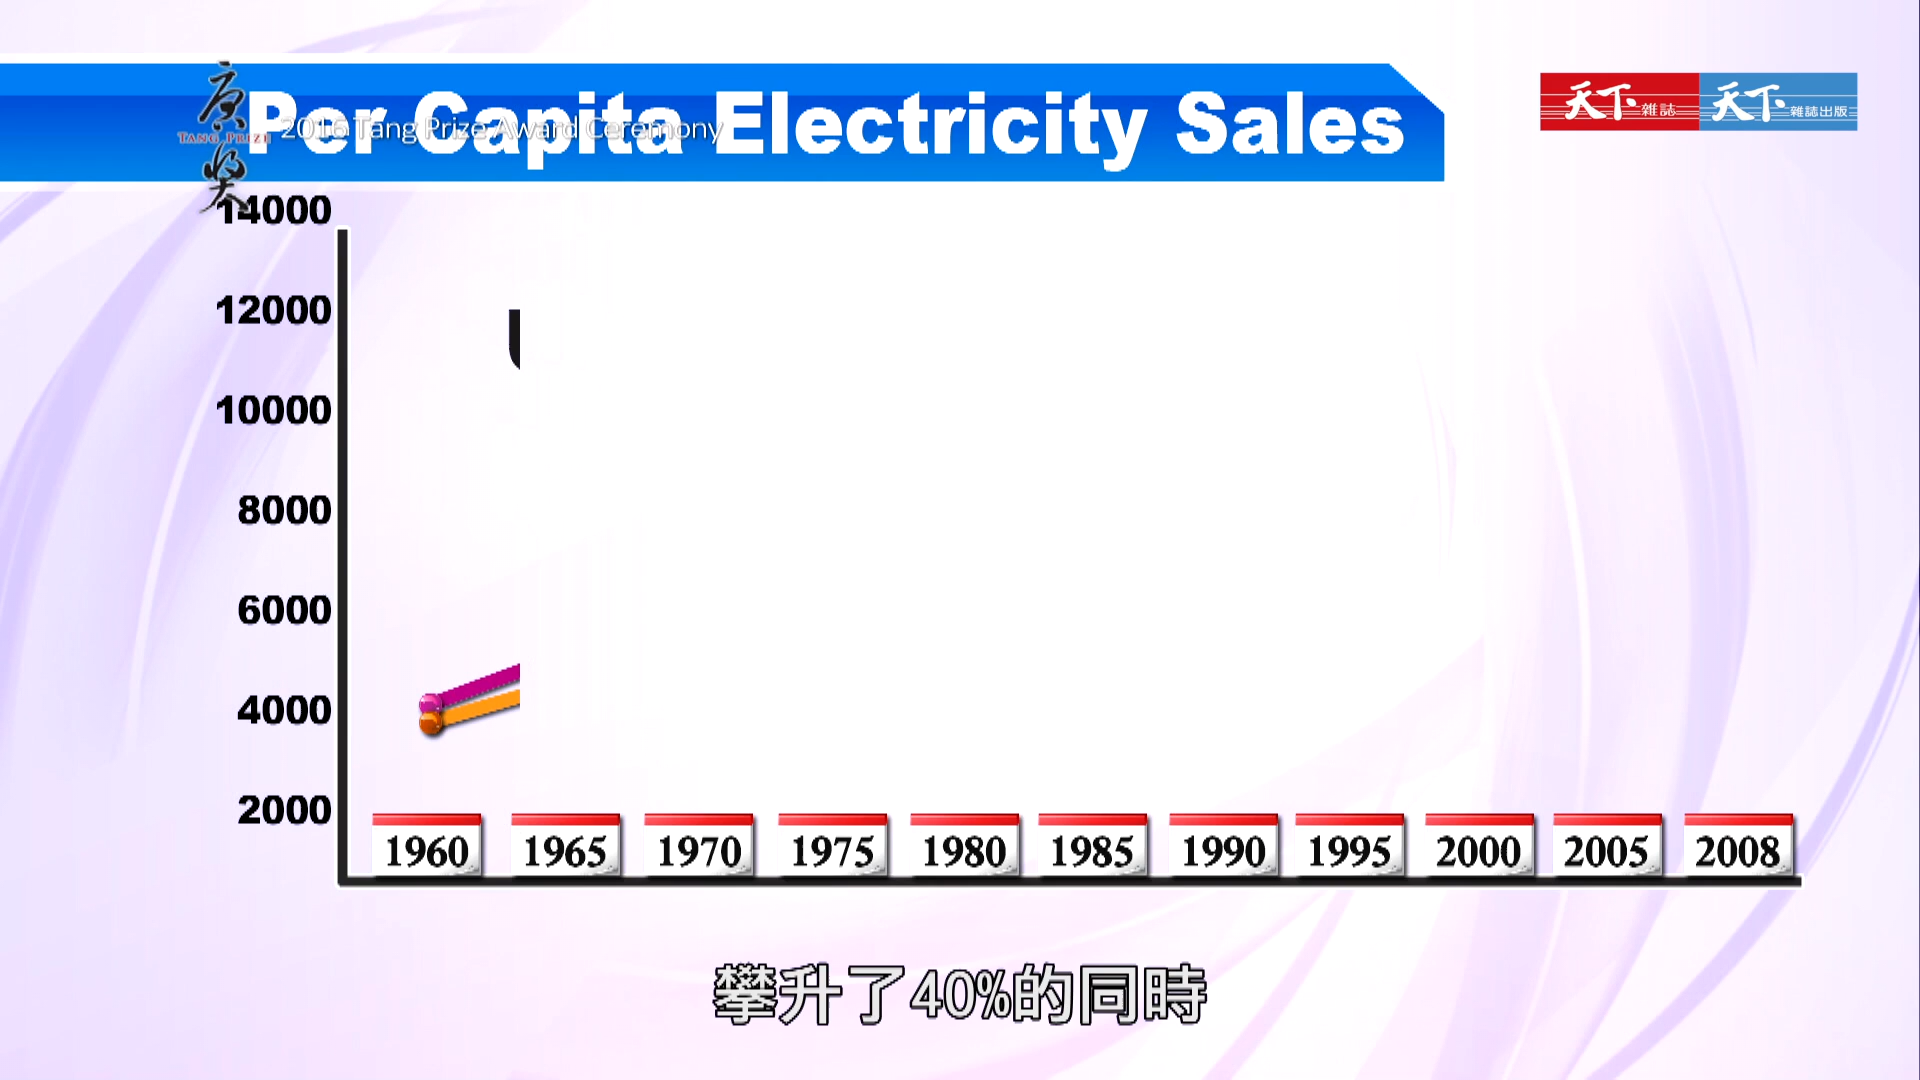 Per Capita Electricity Sales
唐獎
TANG PRIZE
2016 Tang Prize Award Ceremony
天下雜誌
天下雜誌出版
14000
12000
10000
8000
6000
4000
2000
1960 1965 1970 1975 1980 1985 1990 1995 2000 2005 2008
攀升了40%的同時